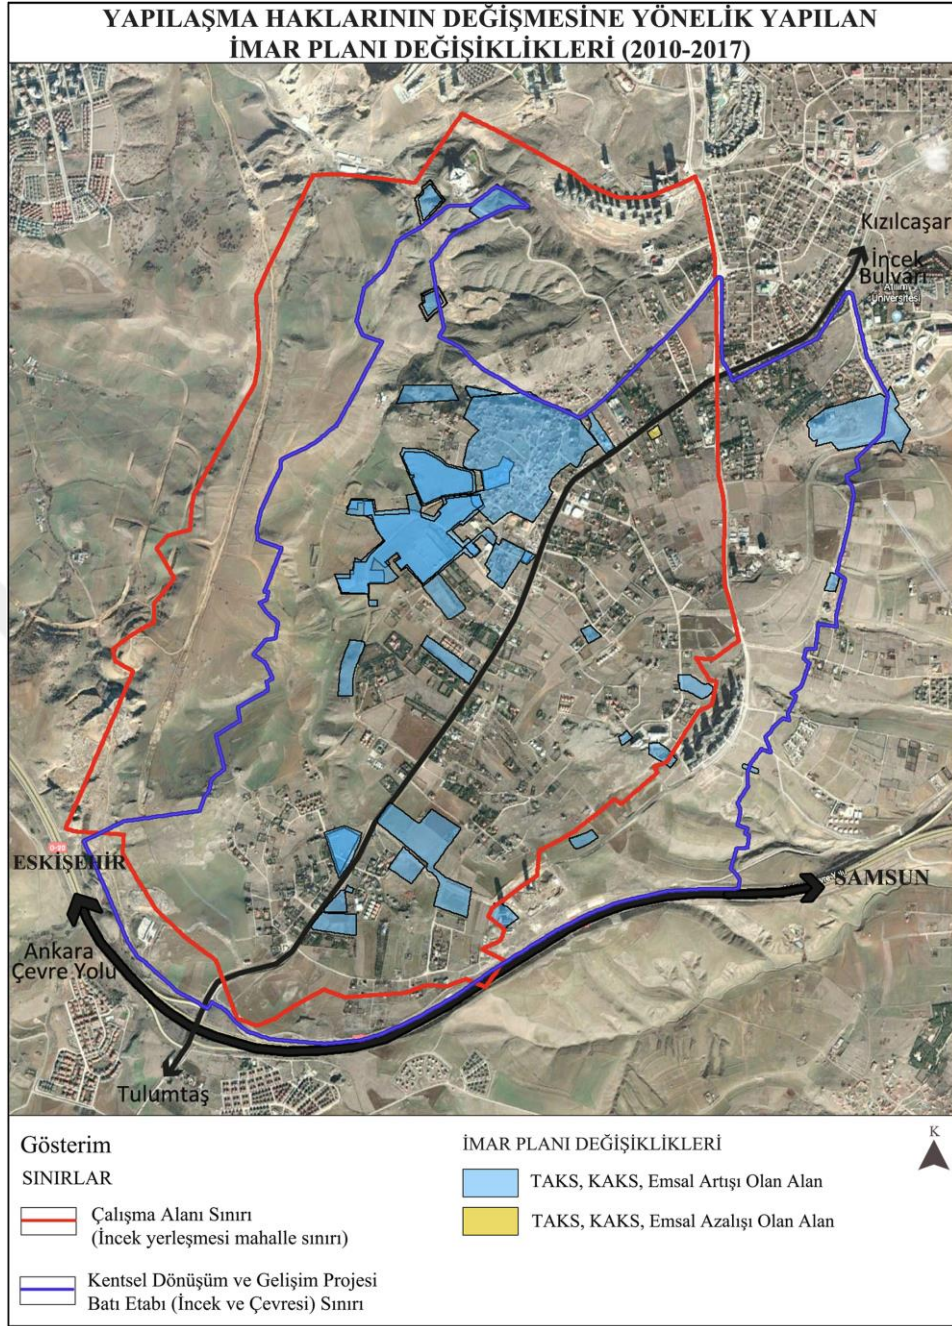 YAPILAŞMA HAKLARININ DEĞİŞMESİNE YÖNELİK YAPILAN
İMAR PLANI DEĞİŞİKLİKLERİ (2010-2017)
Kızılcaşar
İncek
Bulvarı
Atılım
Üniversitesi
ESKİŞEHİR
SAMSUN
Ankara
Çevre Yolu
Tulumtaş
Gösterim
SINIRLAR
Çalışma Alanı Sınırı
(İncek yerleşmesi mahalle sınırı)
Kentsel Dönüşüm ve Gelişim Projesi
Batı Etabı (İncek ve Çevresi) Sınırı
İMAR PLANI DEĞİŞİKLİKLERİ
TAKS, KAKS, Emsal Artışı Olan Alan
TAKS, KAKS, Emsal Azalışı Olan Alan
K